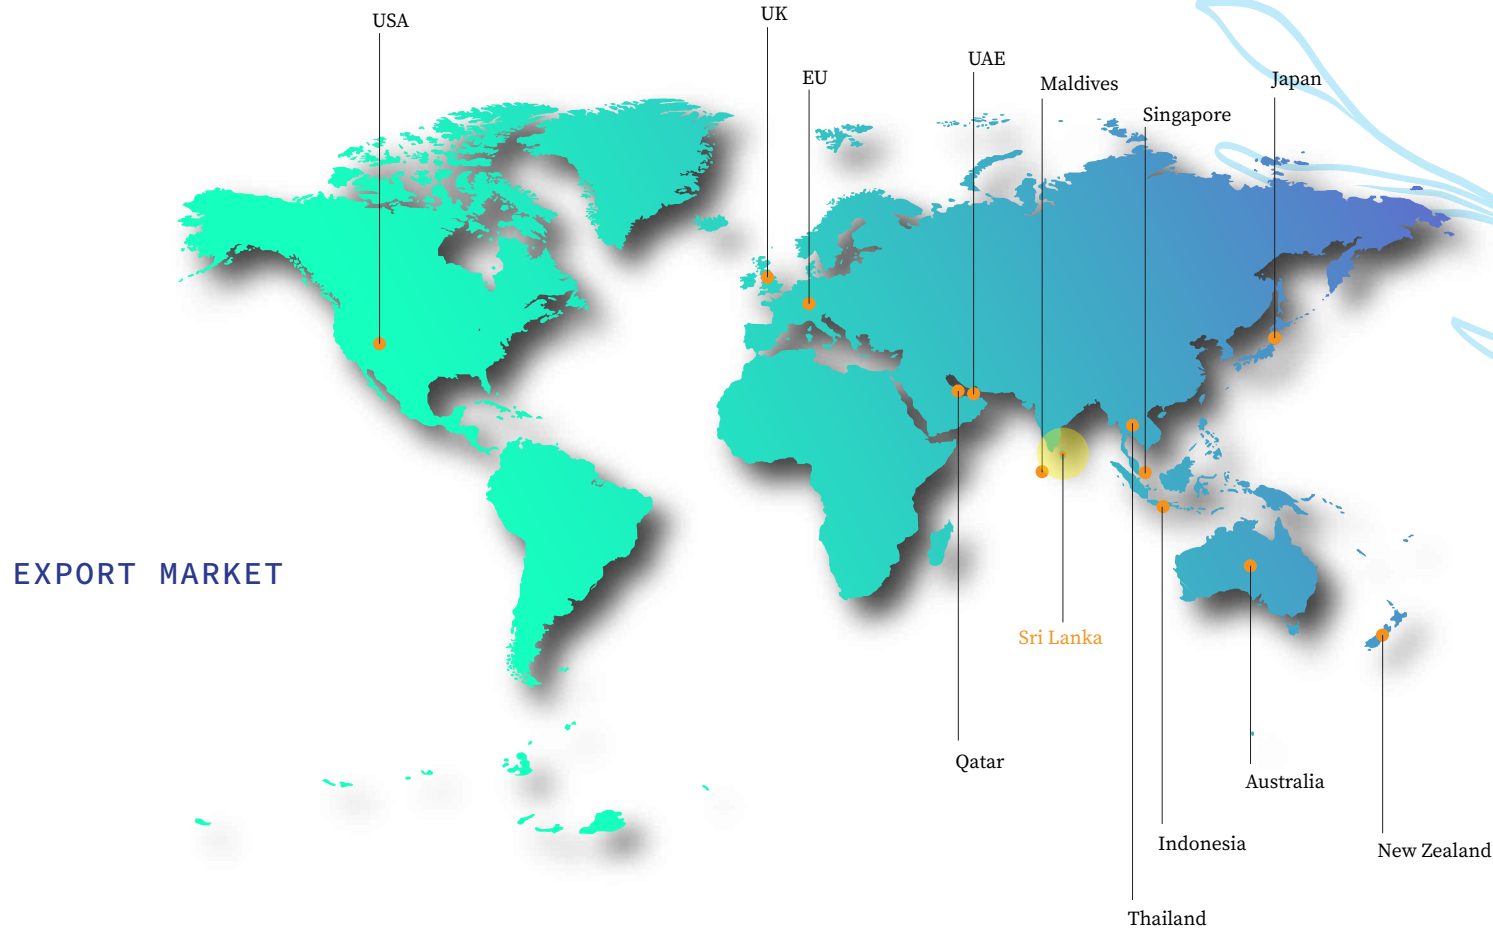 UK
USA
UAE
EU
Japan
Maldives
Singapore
EXPORT MARKET
Sri Lanka
Qatar
Australia
Indonesia
New Zealand
Thailand